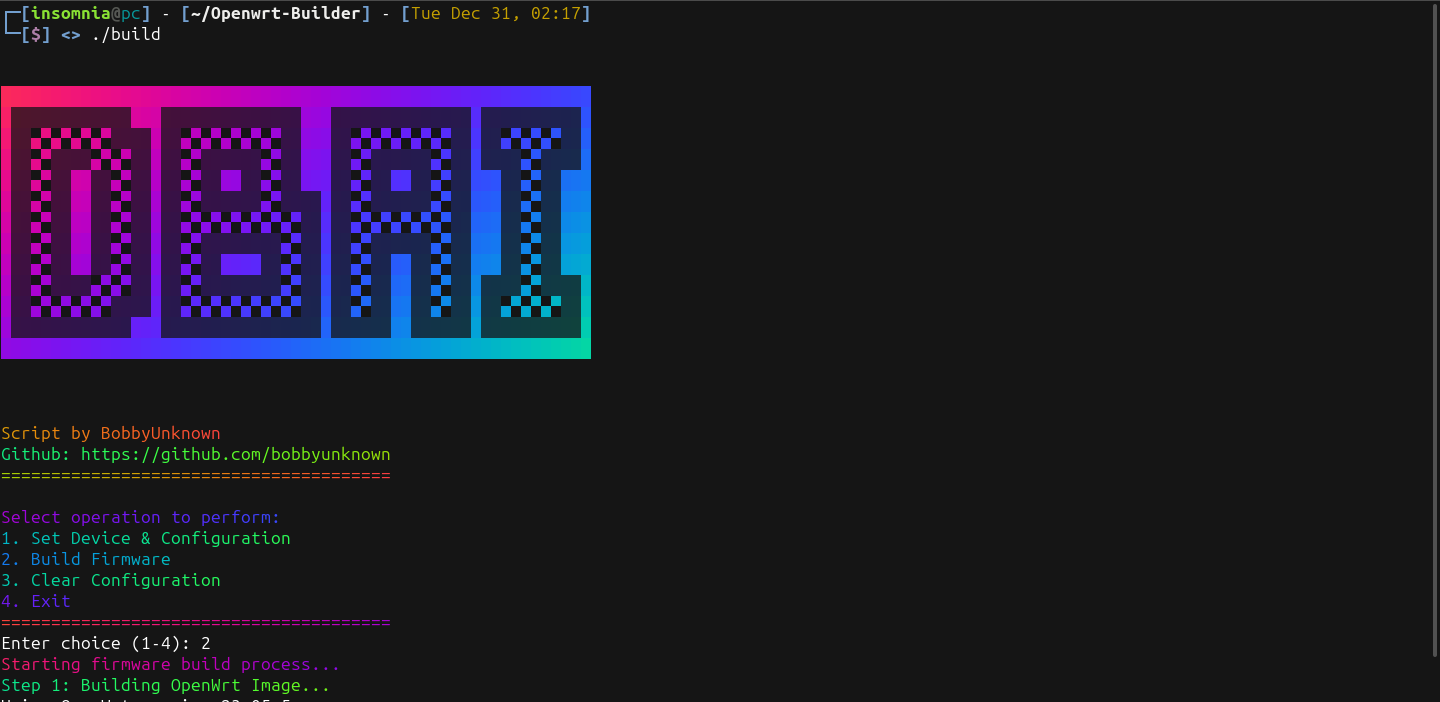 [insomnia@pc] - [~/Openwrt-Builder] - [Tue Dec 31, 02:17]
[$] <> ./build
OBAI
Script by BobbyUnknown
Github: https://github.com/bobbyunknown
=======================================
Select operation to perform:
1. Set Device & Configuration
2. Build Firmware
3. Clear Configuration
4. Exit
=======================================
Enter choice (1-4): 2
Starting firmware build process...
Step 1: Building OpenWrt Image...